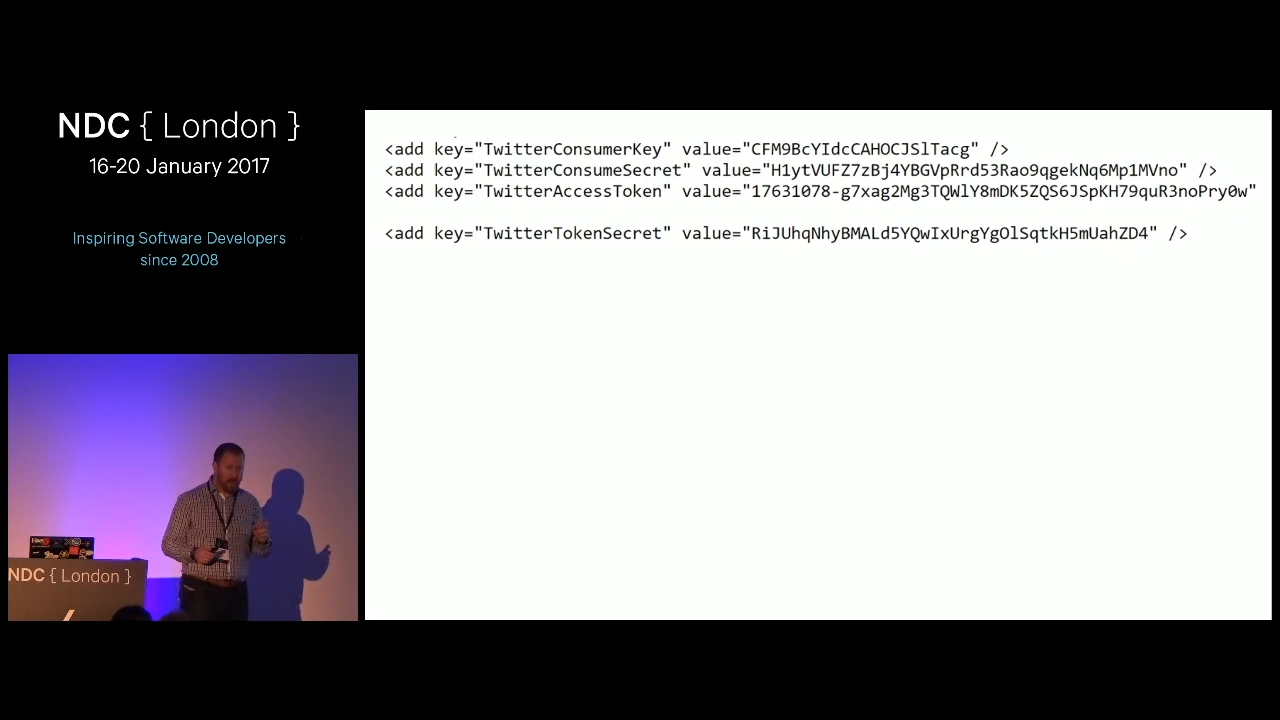 NDC { London }
16-20 January 2017
Inspiring Software Developers
since 2008
<add key="TwitterConsumerKey" value="CFM9BcYIdcCAHOCJSlTacg" />
<add key="TwitterConsumeSecret" value="H1ytVUFZ7zBj4YBGVpRrd53Rao9qgekNq6Mp1MVno" />
<add key="TwitterAccessToken" value="17631078-g7xag2Mg3TQWlY8mDK5ZQS6JSpKH79quR3noPry0w"
<add key="TwitterTokenSecret" value="RiJUhqNhyBMALd5YQwIxUrgYgOlSqtkH5mUahZD4" />
NDC { London }